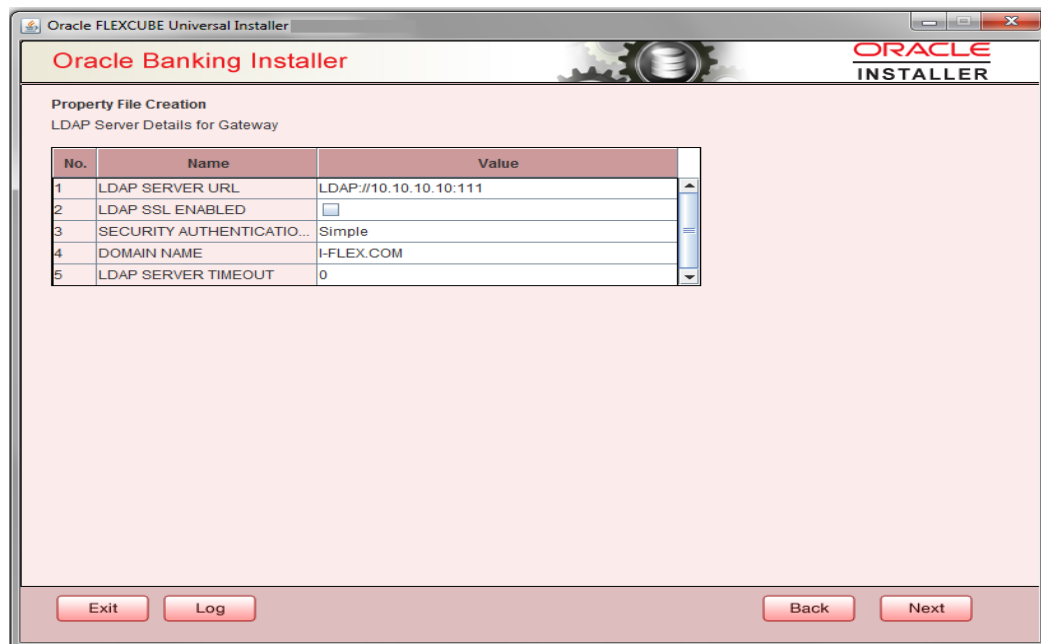 Oracle FLEXCUBE Universal Installer
Oracle Banking Installer
ORACLE
INSTALLER
Property File Creation
LDAP Server Details for Gateway
No. Name Value
1 LDAP SERVER URL LDAP://10.10.10.10:111
2 LDAP SSL ENABLED
3 SECURITY AUTHENTICATIO... Simple
4 DOMAIN NAME I-FLEX.COM
5 LDAP SERVER TIMEOUT 0
Exit Log Back Next